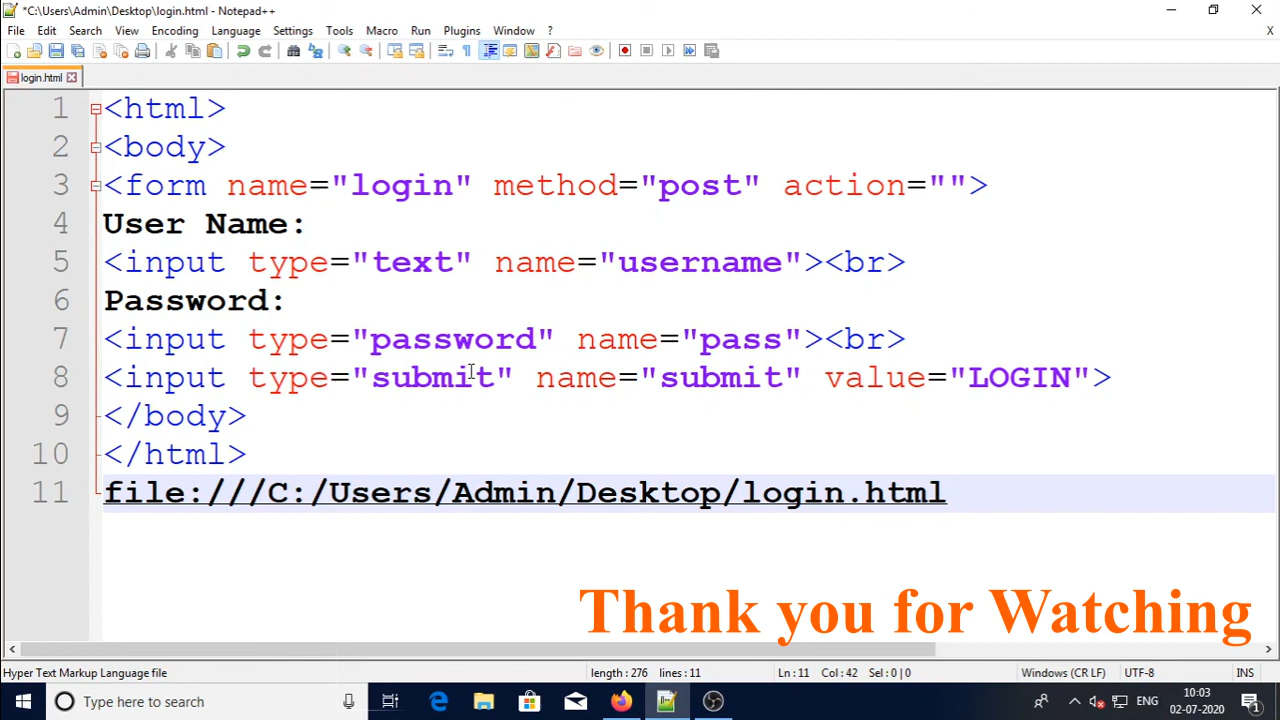 *C:\Users\Admin\Desktop\login.html - Notepad++
File Edit Search View Encoding Language Settings Tools Macro Run Plugins Window ? X
login.html
1 <html>
2 <body>
3 <form name="login" method="post" action="">
4 User Name:
5 <input type="text" name="username"><br>
6 Password:
7 <input type="password" name="pass"><br>
8 <input type="submit" name="submit" value="LOGIN">
9 </body>
10 </html>
11 file:///C:/Users/Admin/Desktop/login.html
Thank you for Watching
Hyper Text Markup Language file length : 276 lines : 11 Ln : 11 Col : 42 Sel : 0 | 0 Windows (CR LF) UTF-8 INS
Type here to search ENG 10:03
02-07-2020 1